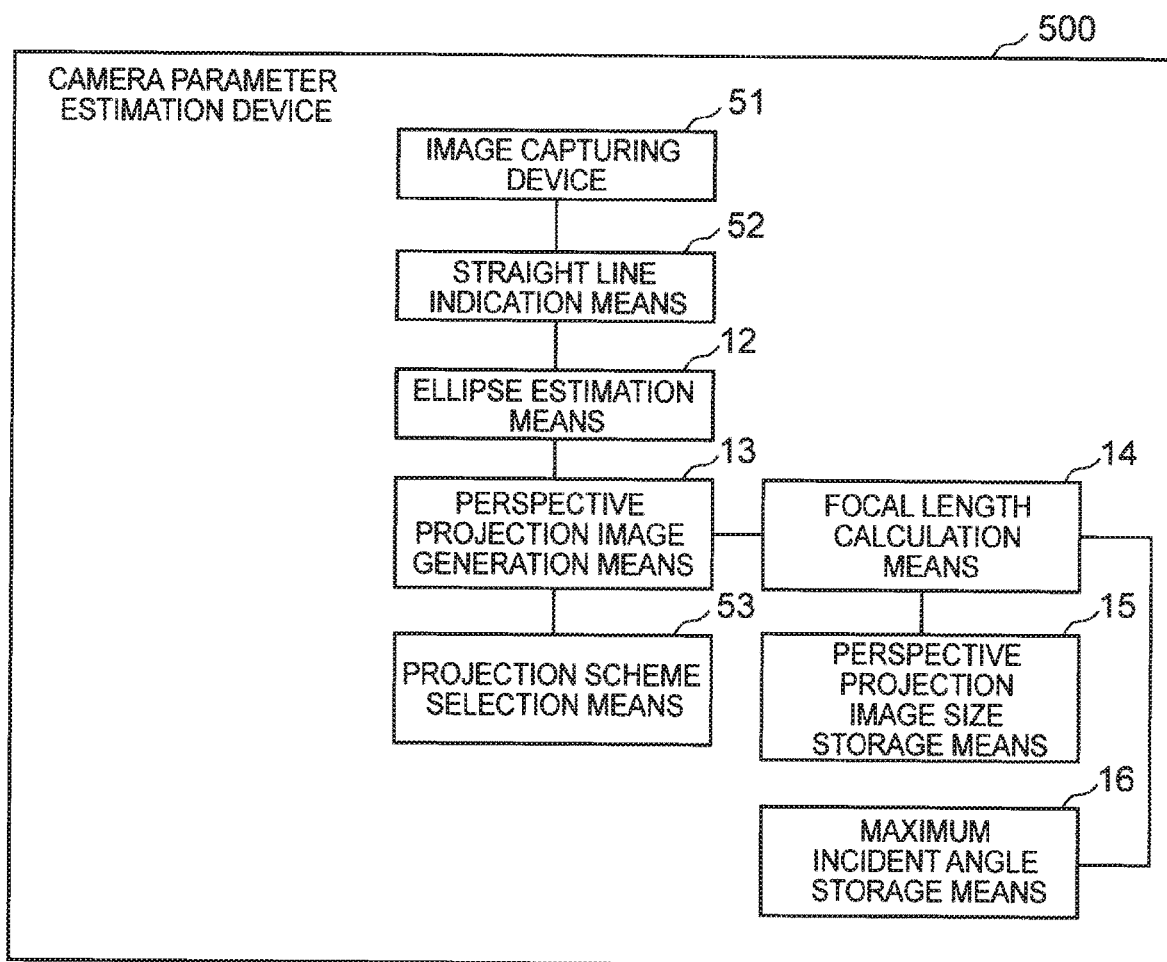 500
CAMERA PARAMETER
ESTIMATION DEVICE
51
IMAGE CAPTURING
DEVICE
52
STRAIGHT LINE
INDICATION MEANS
12
ELLIPSE ESTIMATION
MEANS
13
PERSPECTIVE
PROJECTION IMAGE
GENERATION MEANS
14
FOCAL LENGTH
CALCULATION
MEANS
53
PROJECTION SCHEME
SELECTION MEANS
15
PERSPECTIVE
PROJECTION
IMAGE SIZE
STORAGE MEANS
16
MAXIMUM
INCIDENT ANGLE
STORAGE MEANS